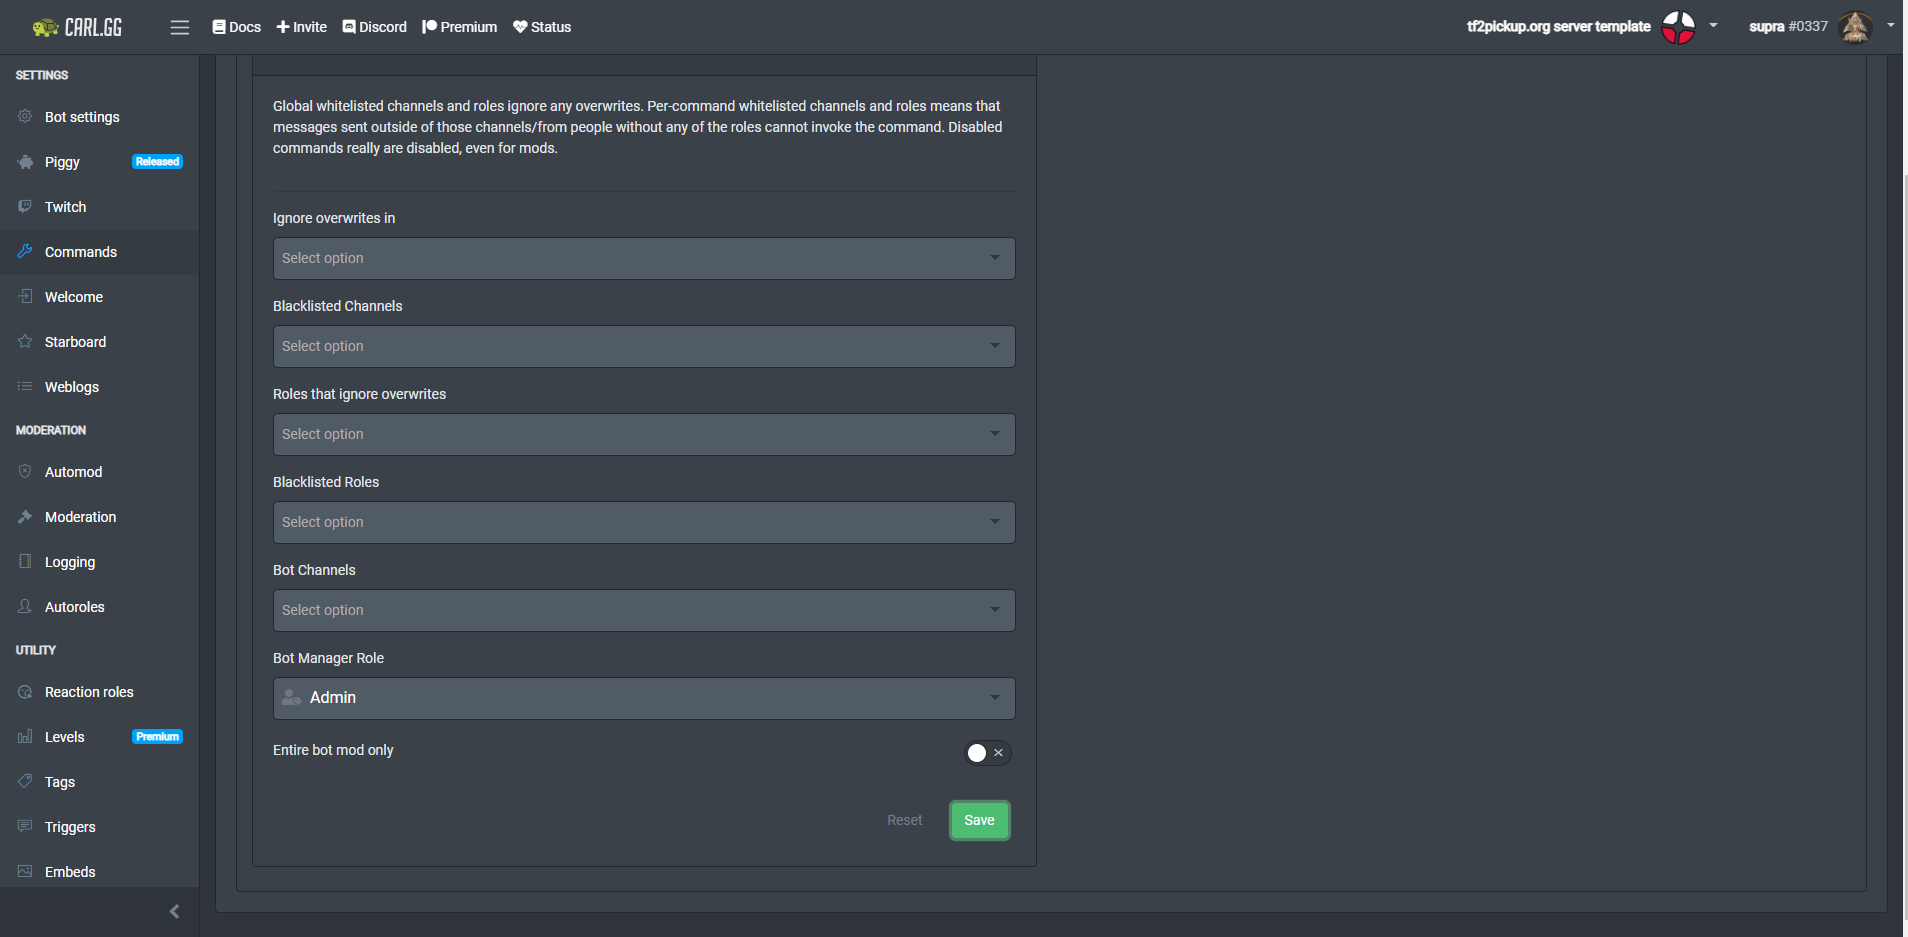 CARL.GG
Docs
Invite
Discord
Premium
Status
tf2pickup.org server template
supra #0337
SETTINGS
Bot settings
Piggy Released
Twitch
Commands
Welcome
Starboard
Weblogs
MODERATION
Automod
Moderation
Logging
Autoroles
UTILITY
Reaction roles
Levels Premium
Tags
Triggers
Embeds
Global whitelisted channels and roles ignore any overwrites. Per-command whitelisted channels and roles means that
messages sent outside of those channels/from people without any of the roles cannot invoke the command. Disabled
commands really are disabled, even for mods.
Ignore overwrites in
Select option
Blacklisted Channels
Select option
Roles that ignore overwrites
Select option
Blacklisted Roles
Select option
Bot Channels
Select option
Bot Manager Role
Admin
Entire bot mod only
Reset
Save